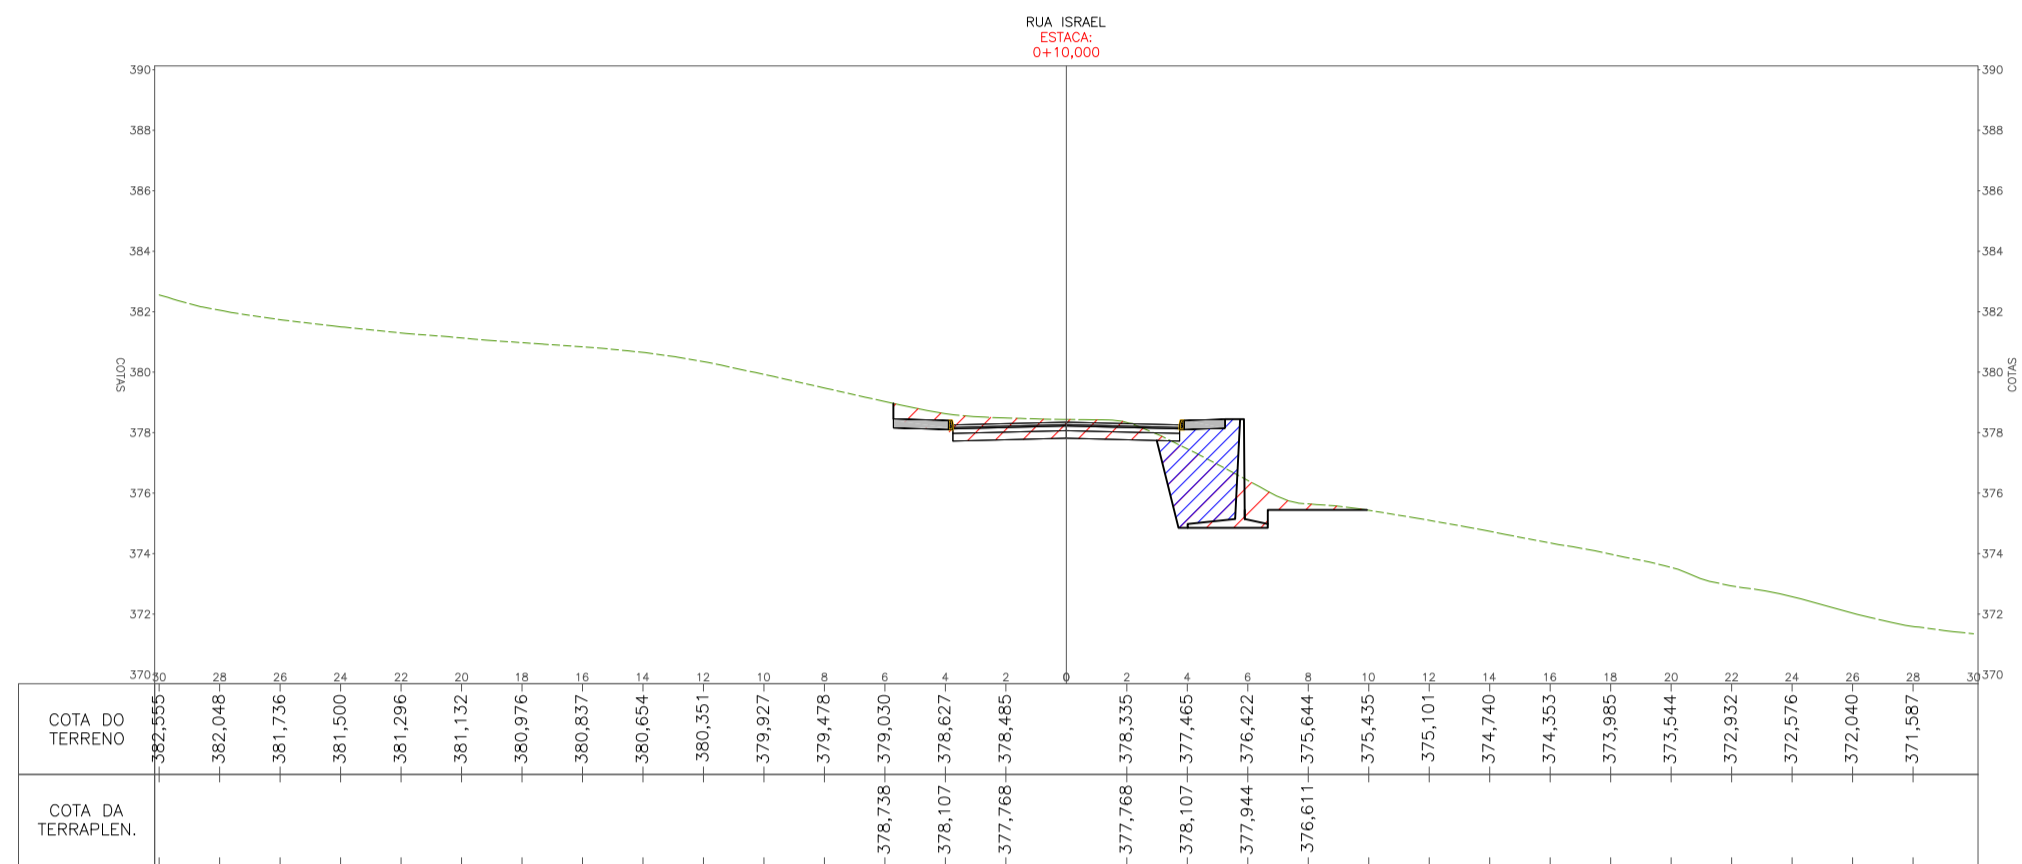 RUA ISRAEL
ESTACA:
0+10,000
390 390
388 388
386 386
384 384
382 382
COTAS 380 380 COTAS
378 378
376 376
374 374
372 372
370 30 28 26 24 22 20 18 16 14 12 10 8 6 4 2 0 2 4 6 8 10 12 14 16 18 20 22 24 26 28 30 370
COTA DO
TERRENO
382,555 382,048 381,736 381,500 381,296 381,132 380,976 380,837 380,654 380,351 379,927 379,478 379,030 378,627 378,485 378,335 377,465 376,422 375,644 375,435 375,101 374,740 374,353 373,985 373,544 372,932 372,576 372,040 371,587
COTA DA
TERRAPLEN.
378,738 378,107 377,768 377,768 378,107 377,944 376,611